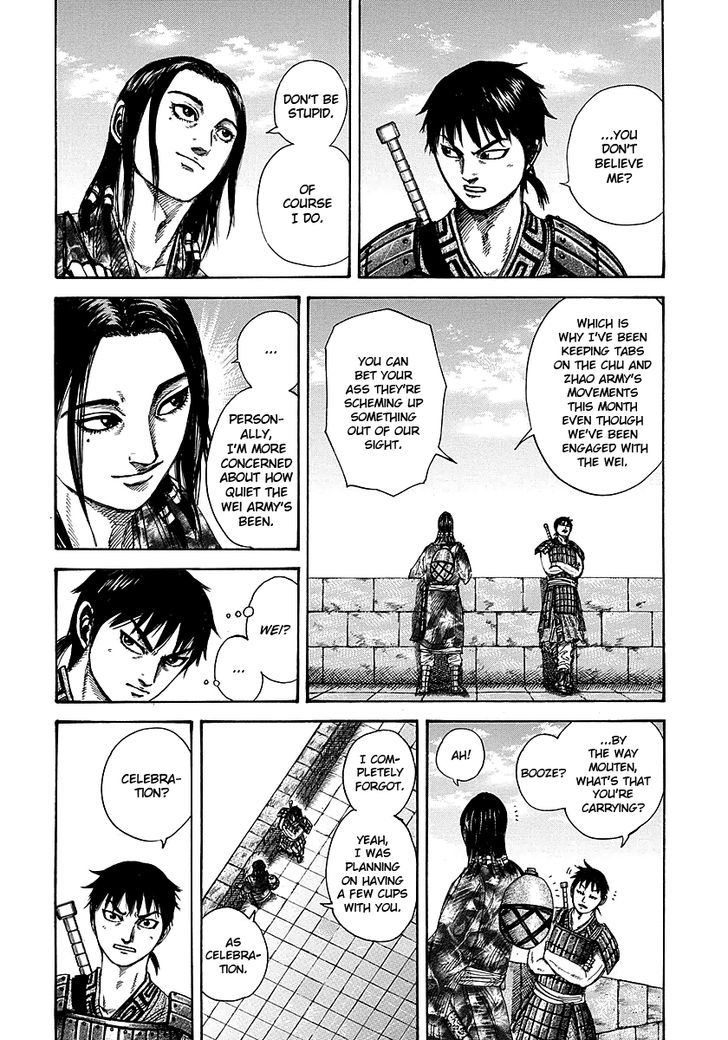 ...YOU
DON'T
BELIEVE
ME?
DON'T BE
STUPID.
OF
COURSE
I DO.
WHICH IS
WHY I'VE BEEN
KEEPING TABS
ON THE CHU AND
ZHAO ARMY'S
MOVEMENTS
THIS MONTH
EVEN THOUGH
WE'VE BEEN
ENGAGED WITH
THE WEI.
YOU CAN
BET YOUR
ASS THEY'RE
SCHEMING UP
SOMETHING
OUT OF OUR
SIGHT.
...
PERSON-
ALLY,
I'M MORE
CONCERNED
ABOUT HOW
QUIET THE
WEI ARMY'S
BEEN.
WEI?
...
...BY
THE WAY
MOUTEN,
WHAT'S THAT
YOU'RE
CARRYING?
BOOZE?
AH!
I COM-
PLETELY
FORGOT.
YEAH,
I WAS
PLANNING
ON HAVING
A FEW CUPS
WITH YOU.
AS
CELEBRA-
TION.
CELEBRA-
TION?